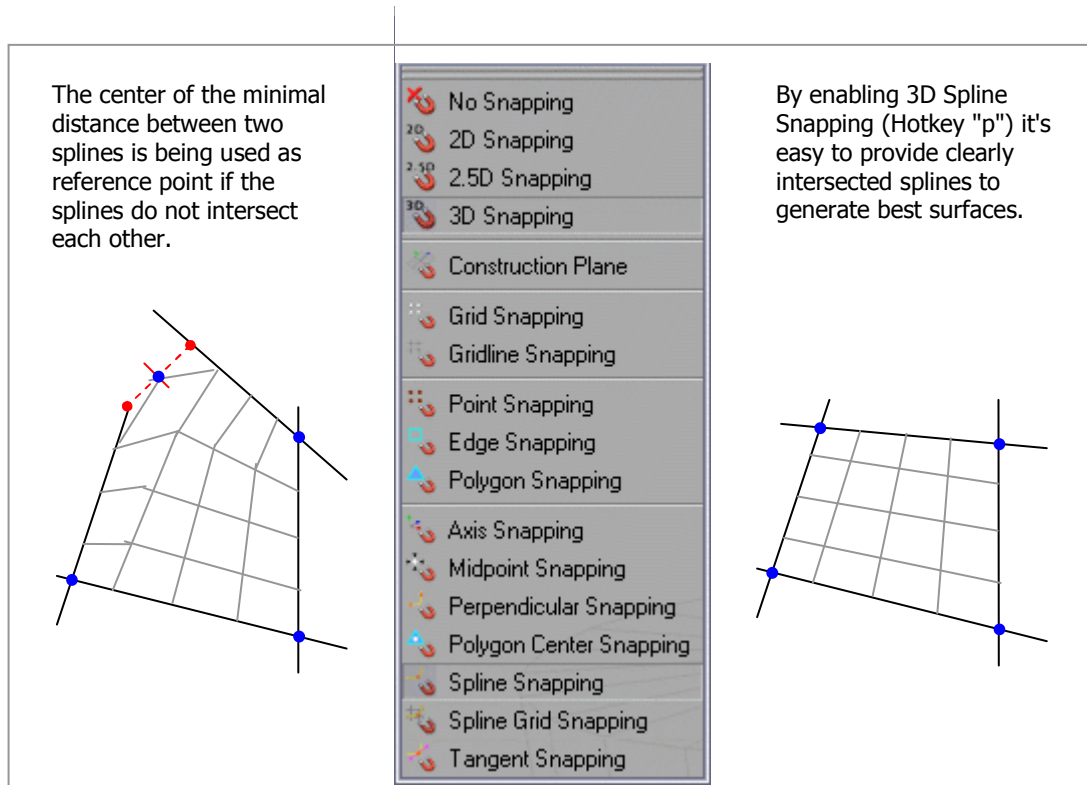 The center of the minimal
distance between two
splines is being used as
reference point if the
splines do not intersect
each other.
No Snapping
2D
2D Snapping
2.5D
2.5D Snapping
3D
3D Snapping
Construction Plane
Grid Snapping
Gridline Snapping
Point Snapping
Edge Snapping
Polygon Snapping
Axis Snapping
Midpoint Snapping
Perpendicular Snapping
Polygon Center Snapping
Spline Snapping
Spline Grid Snapping
Tangent Snapping
By enabling 3D Spline
Snapping (Hotkey "p") it's
easy to provide clearly
intersected splines to
generate best surfaces.